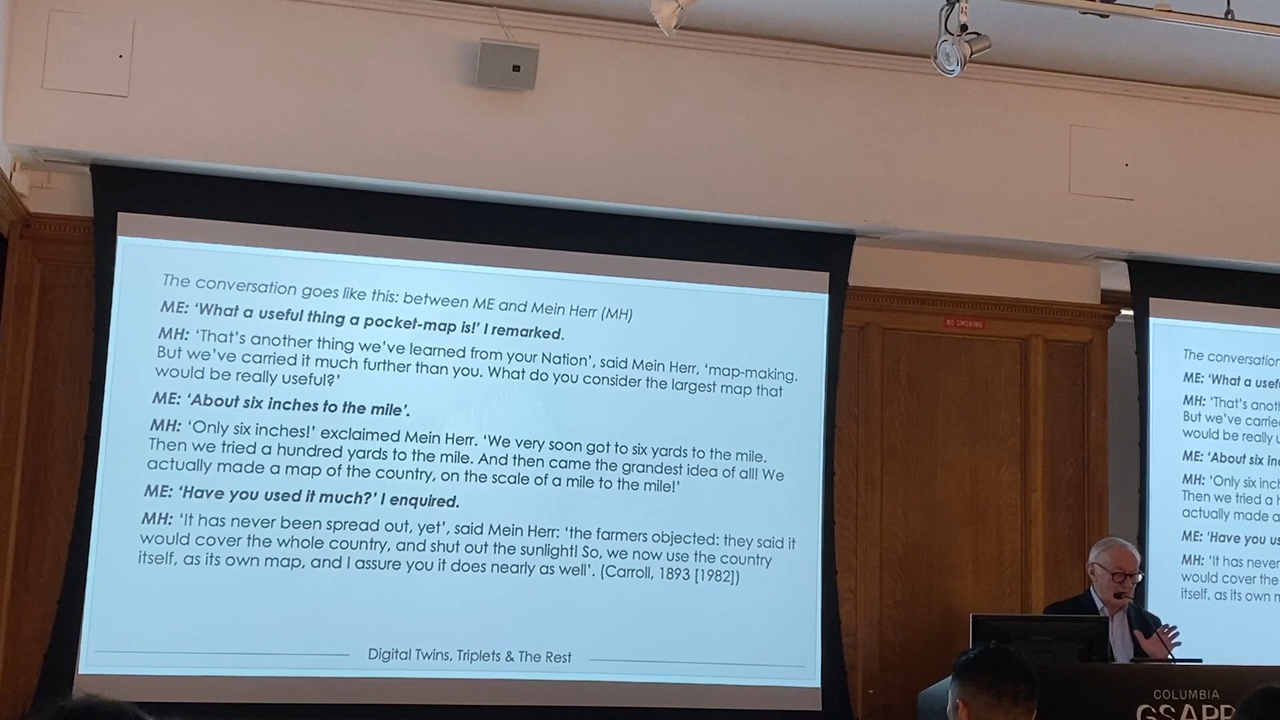 The conversation goes like this: between ME and Mein Herr (MH)
ME: ‘What a useful thing a pocket-map is!’ I remarked.
MH: ‘That’s another thing we’ve learned from your Nation’, said Mein Herr, ‘map-making.
But we’ve carried it much further than you. What do you consider the largest map that
would be really useful?’
ME: ‘About six inches to the mile’.
MH: ‘Only six inches!’ exclaimed Mein Herr. ‘We very soon got to six yards to the mile.
Then we tried a hundred yards to the mile. And then came the grandest idea of all! We
actually made a map of the country, on the scale of a mile to the mile!’
ME: ‘Have you used it much?’ I enquired.
MH: ‘It has never been spread out, yet’, said Mein Herr: ‘the farmers objected: they said it
would cover the whole country, and shut out the sunlight! So, we now use the country
itself, as its own map, and I assure you it does nearly as well’. (Carroll, 1893 [1982])
Digital Twins, Triplets & The Rest
NO SMOKING
The conversation
ME: ‘What a usef
MH: ‘That’s anot
But we’ve carrie
would be really u
ME: ‘About six in
MH: ‘Only six inch
Then we tried a h
actually made a
ME: ‘Have you us
MH: ‘It has never
would cover the
itself, as its own m
COLUMBIA
GSAPP